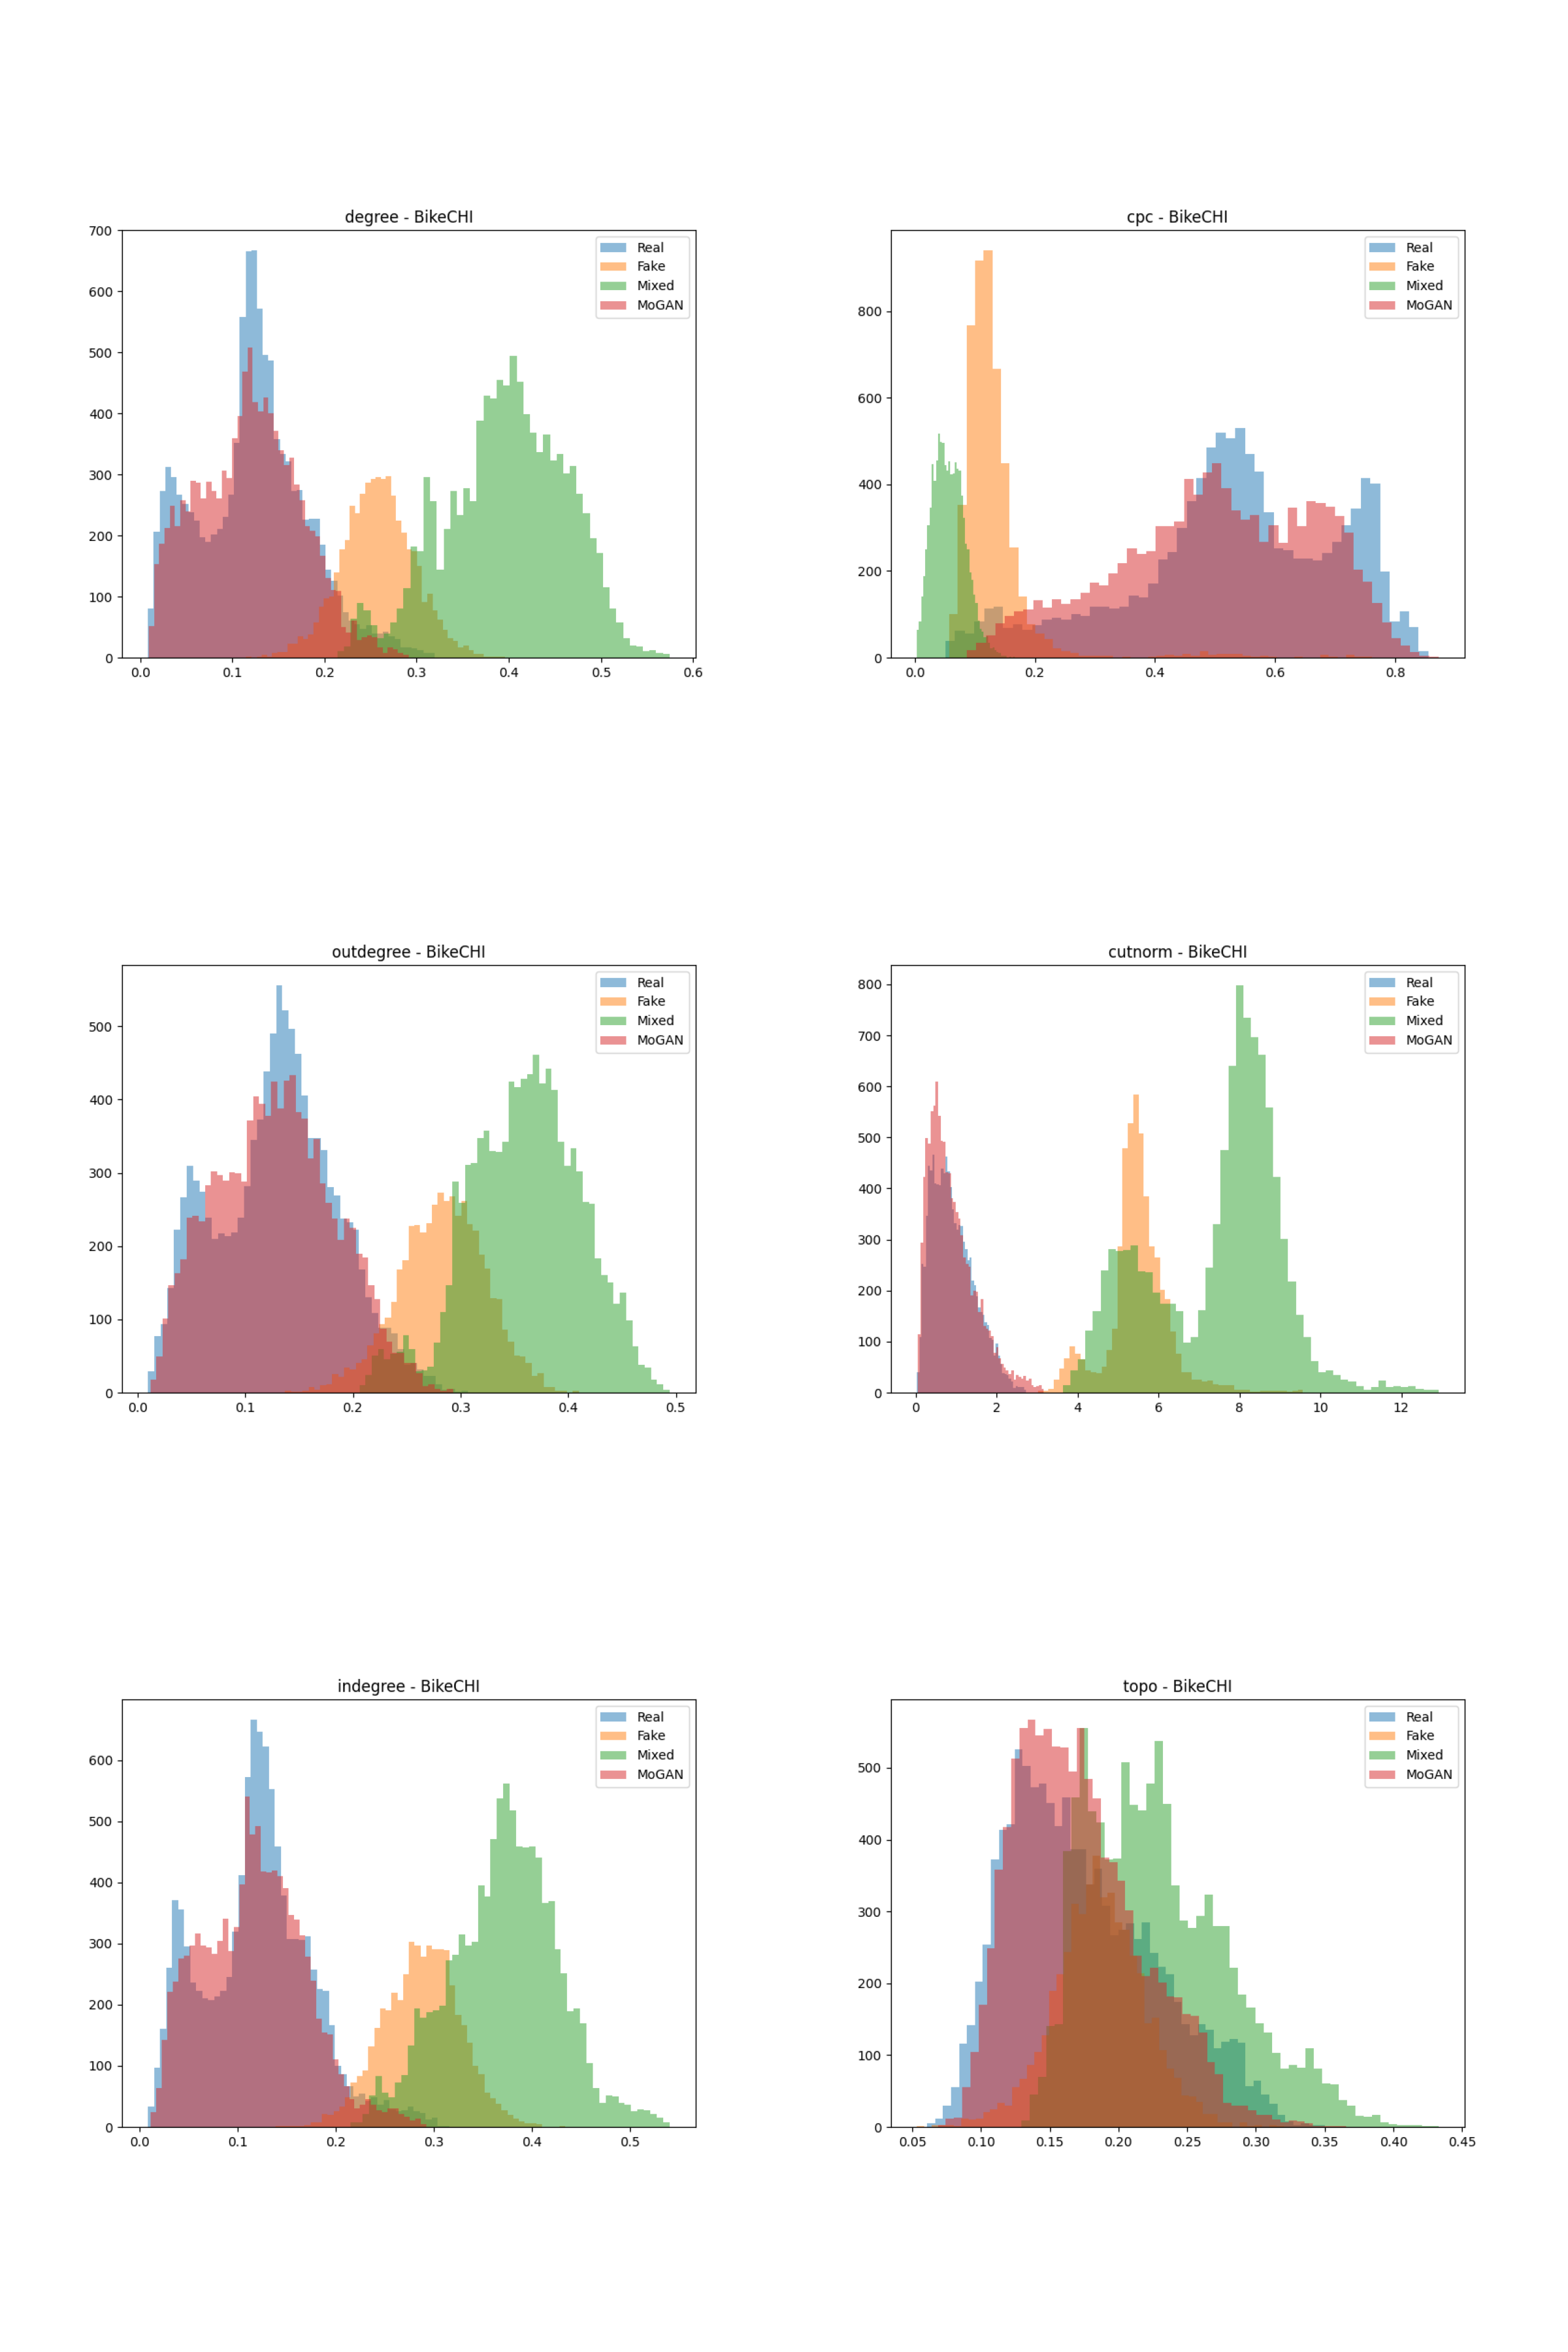 degree - BikeCHI
700
600
500
400
300
200
100
0
0.0 0.1 0.2 0.3 0.4 0.5 0.6
Real
Fake
Mixed
MoGAN
cpc - BikeCHI
800
600
400
200
0
0.0 0.2 0.4 0.6 0.8
Real
Fake
Mixed
MoGAN
outdegree - BikeCHI
500
400
300
200
100
0
0.0 0.1 0.2 0.3 0.4 0.5
Real
Fake
Mixed
MoGAN
cutnorm - BikeCHI
800
700
600
500
400
300
200
100
0
0 2 4 6 8 10 12
Real
Fake
Mixed
MoGAN
indegree - BikeCHI
600
500
400
300
200
100
0
0.0 0.1 0.2 0.3 0.4 0.5
Real
Fake
Mixed
MoGAN
topo - BikeCHI
500
400
300
200
100
0
0.05 0.10 0.15 0.20 0.25 0.30 0.35 0.40 0.45
Real
Fake
Mixed
MoGAN